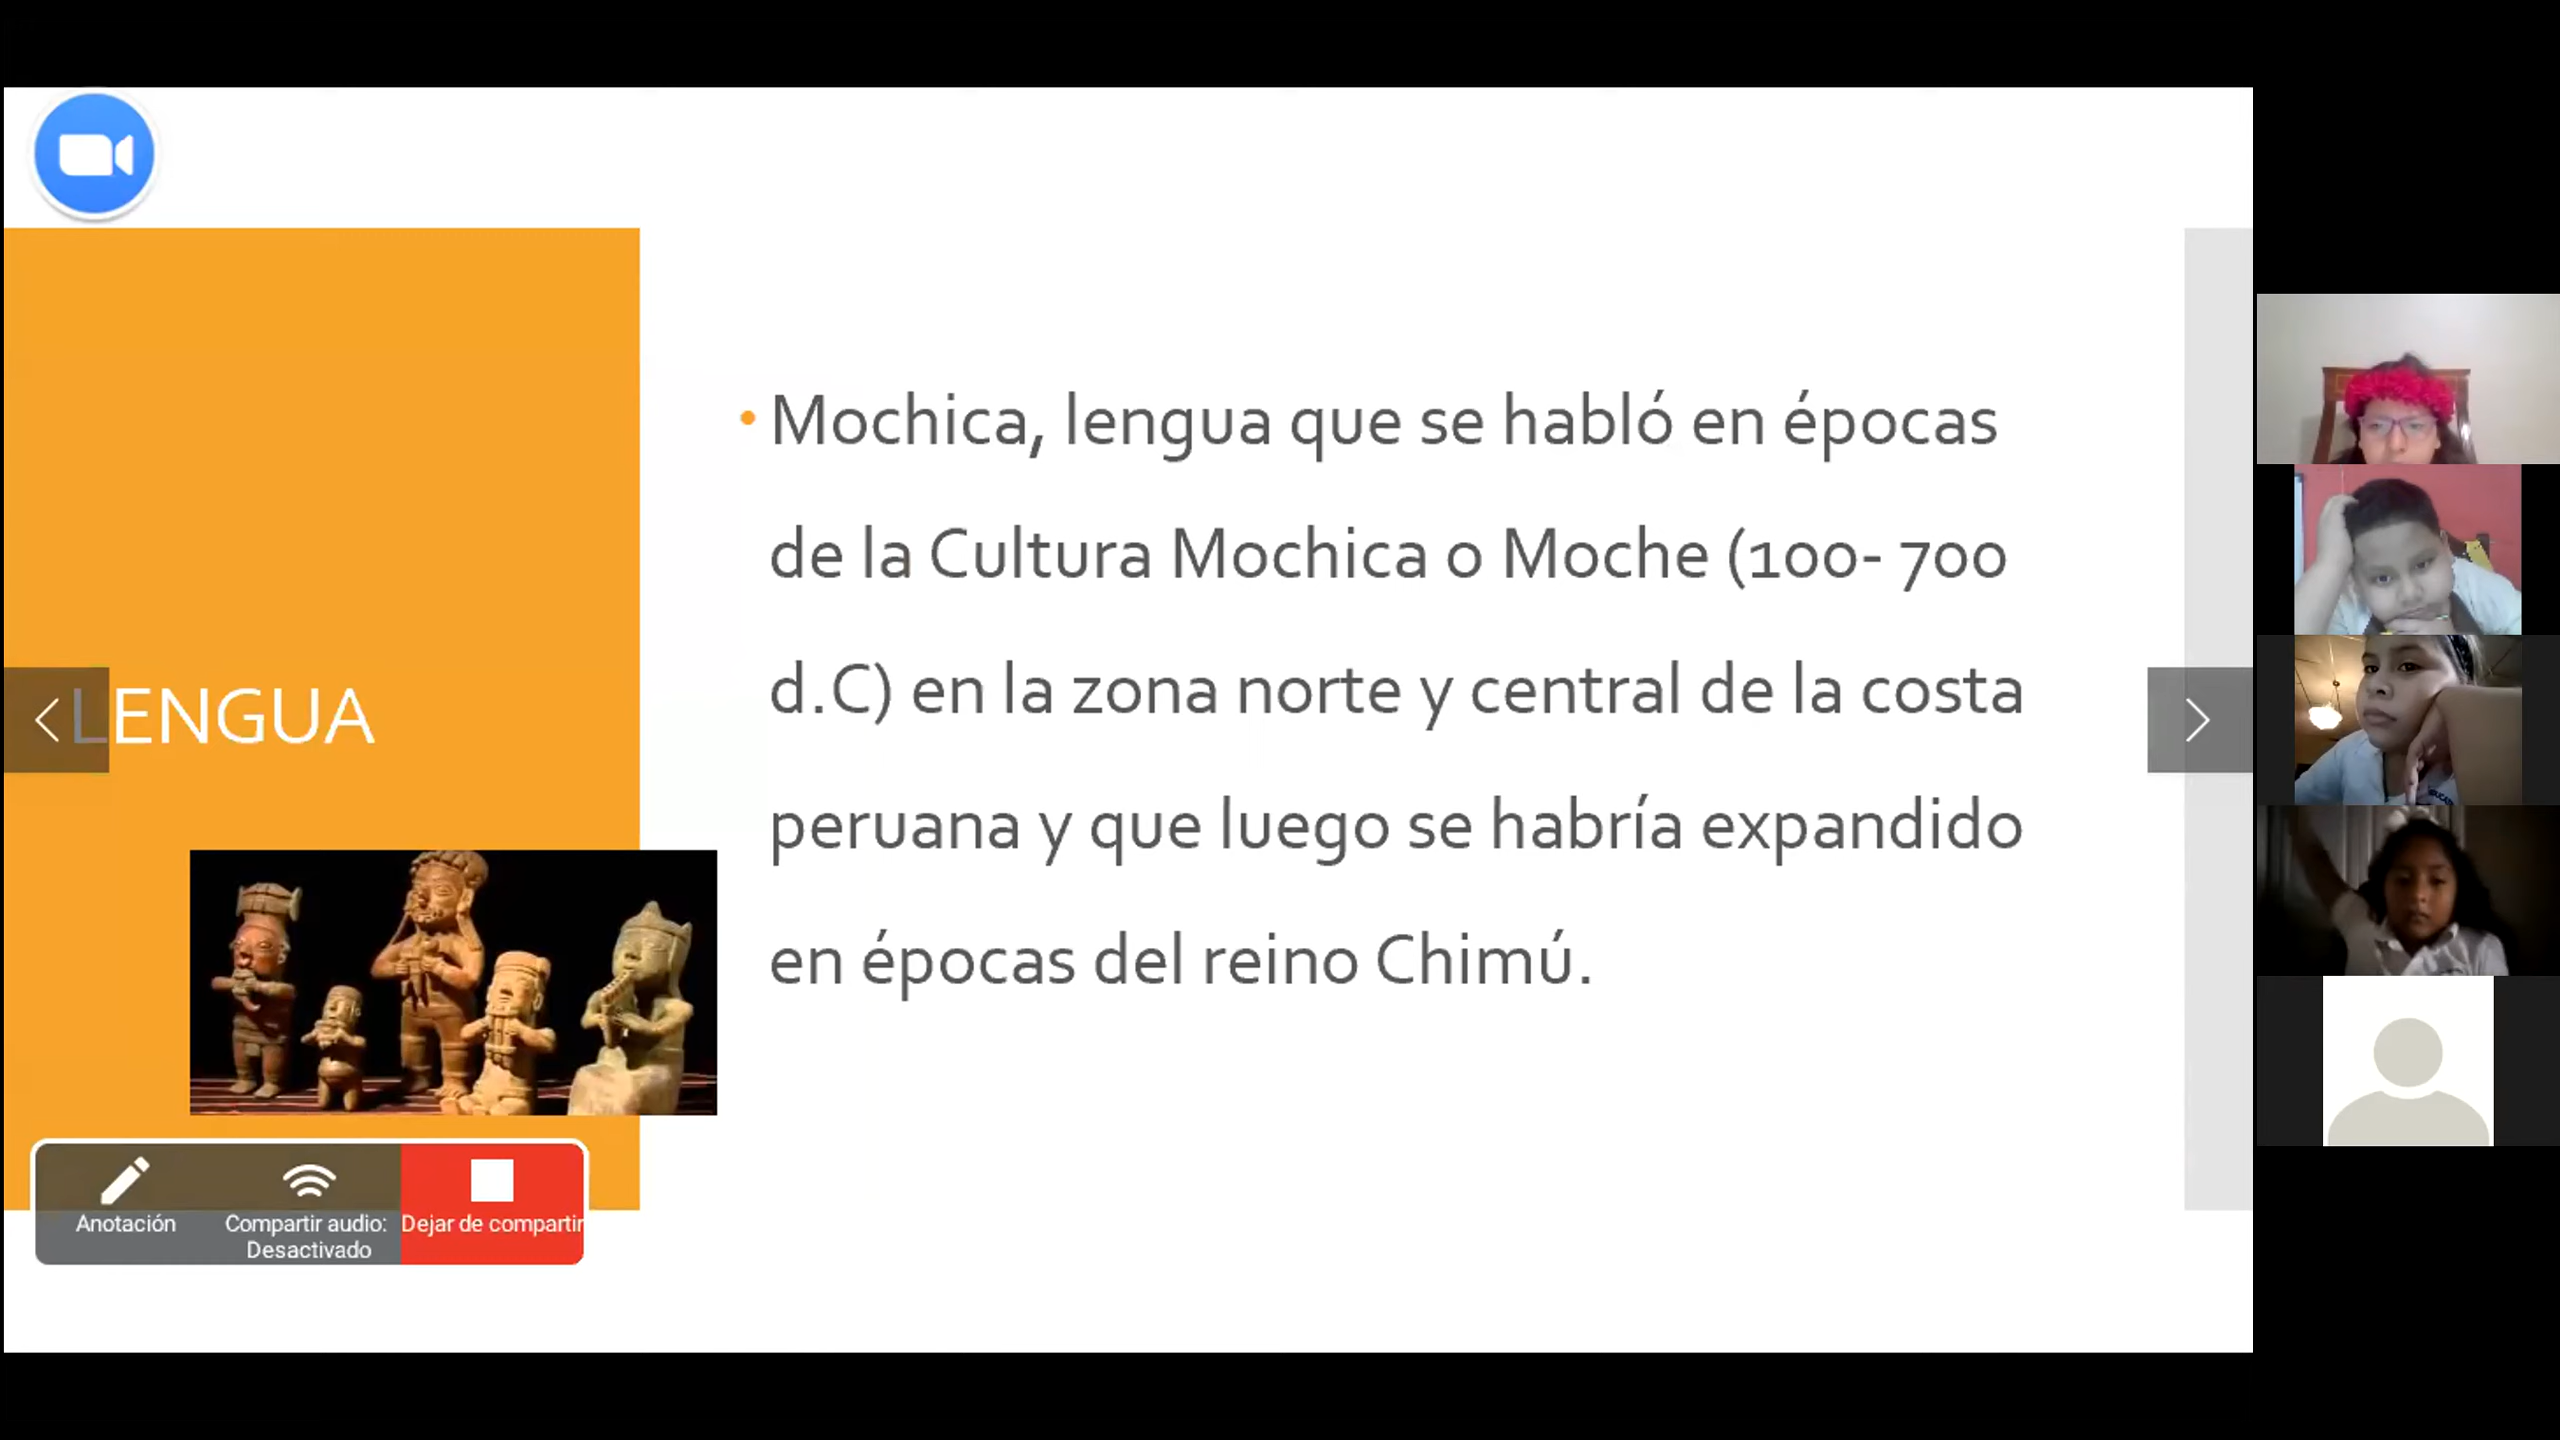 LENGUA
• Mochica, lengua que se habló en épocas
de la Cultura Mochica o Moche (100- 700
d.C) en la zona norte y central de la costa
peruana y que luego se habría expandido
en épocas del reino Chimú.
Anotación
Compartir audio:
Desactivado
Dejar de compartir